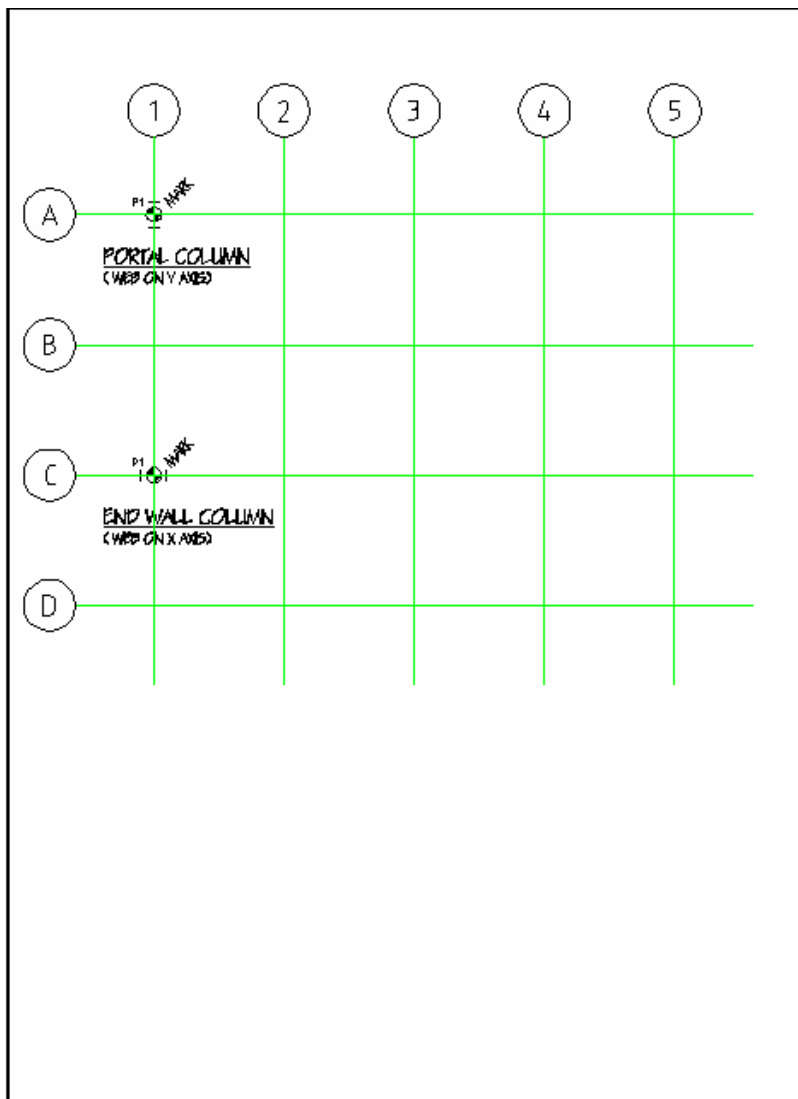 1 2 3 4 5
P1 MARK
A
PORTAL COLUMN
(WEB ON Y AXIS)
B
P1 MARK
C
END WALL COLUMN
(WEB ON X AXIS)
D